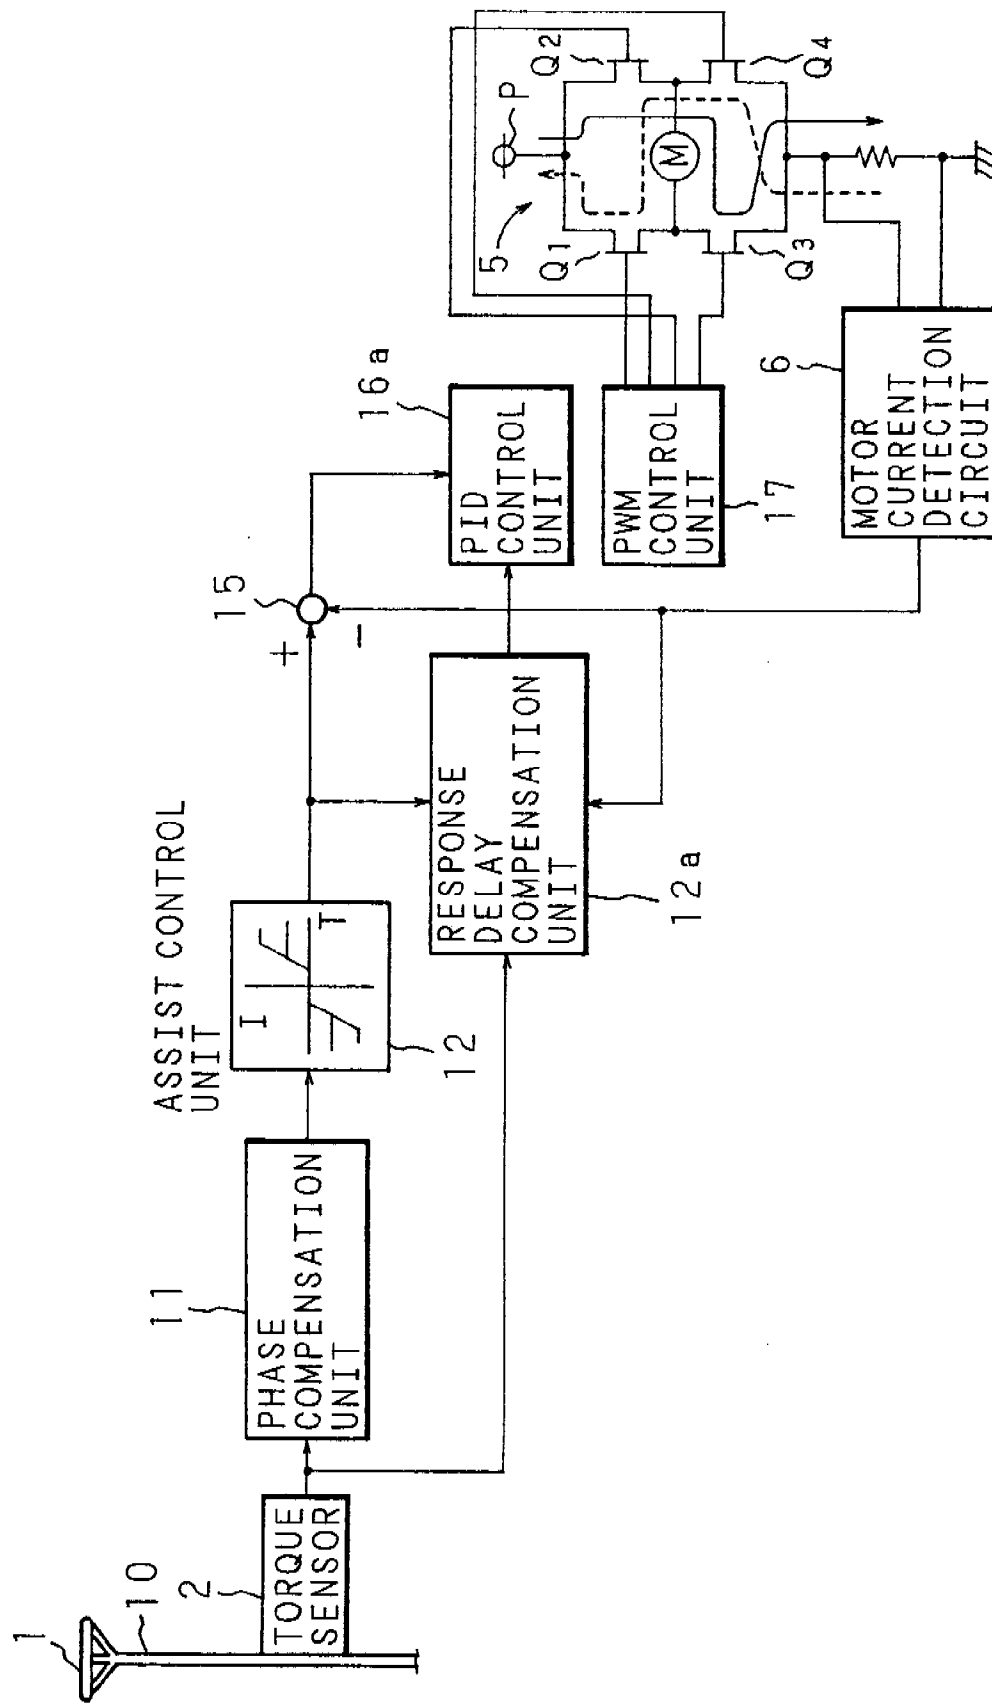 1
10
2
TORQUE
SENSOR
11
PHASE
COMPENSATION
UNIT
ASSIST CONTROL
UNIT
I
T
12
RESPONSE
DELAY
COMPENSATION
UNIT
12a
+
-
15
16a
PID
CONTROL
UNIT
PWM
CONTROL
UNIT
17
6
MOTOR
CURRENT
DETECTION
CIRCUIT
5
P
Q1
Q2
Q3
Q4
M